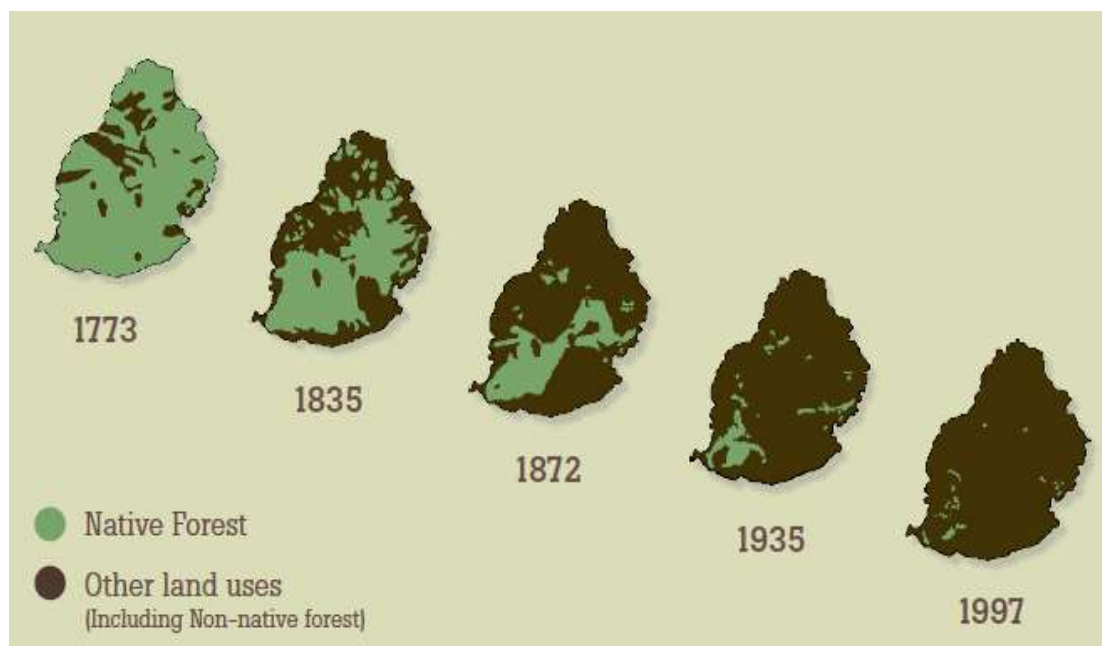 1773
1835
1872
1935
1997
Native Forest
Other land uses
(Including Non-native forest)